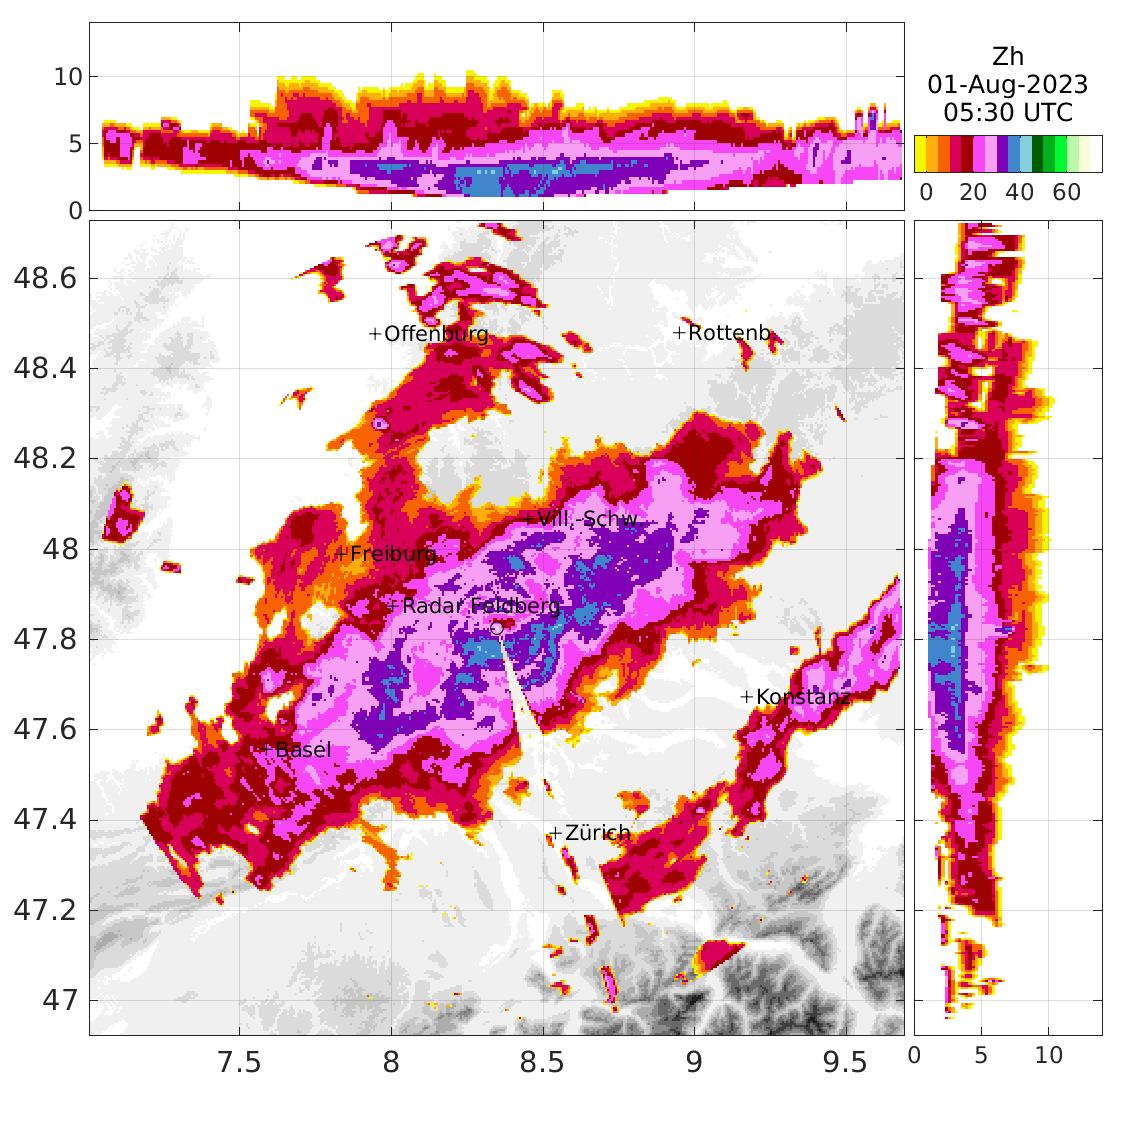 10
5
0
Zh
01-Aug-2023
05:30 UTC
0 20 40 60
48.6
48.4
48.2
48
47.8
47.6
47.4
47.2
47
+Offenburg
+Rottenb.
+Vill.-Schw
+Freiburg
+Radar Feldberg
+Konstanz
+Basel
+Zürich
7.5 8 8.5 9 9.5
0 5 10